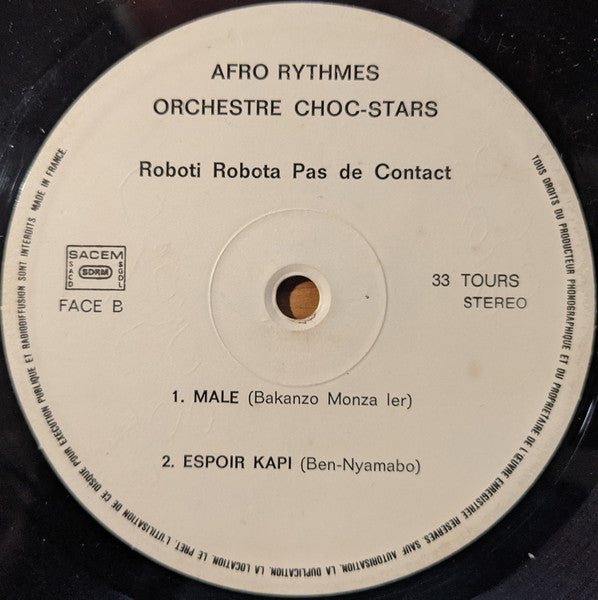 AFRO RYTHMES
ORCHESTRE CHOC-STARS
Roboti Robota Pas de Contact
SACEM
SACD
SDRM
SGDL
FACE B
33 TOURS
STEREO
1. MALE (Bakanzo Monza Ier)
2. ESPOIR KAPI (Ben-Nyamabo)
TOUS DROITS DU PRODUCTEUR PHONOGRAPHIQUE ET DU PROPRIETAIRE DE L'ŒUVRE ENREGISTREE RESERVES. SAUF AUTORISATION, LA DUPLICATION, LA LOCATION, LE PRET, L'UTILISATION DE CE DISQUE POUR EXECUTION PUBLIQUE ET RADIODIFFUSION SONT INTERDITS. MADE IN FRANCE.